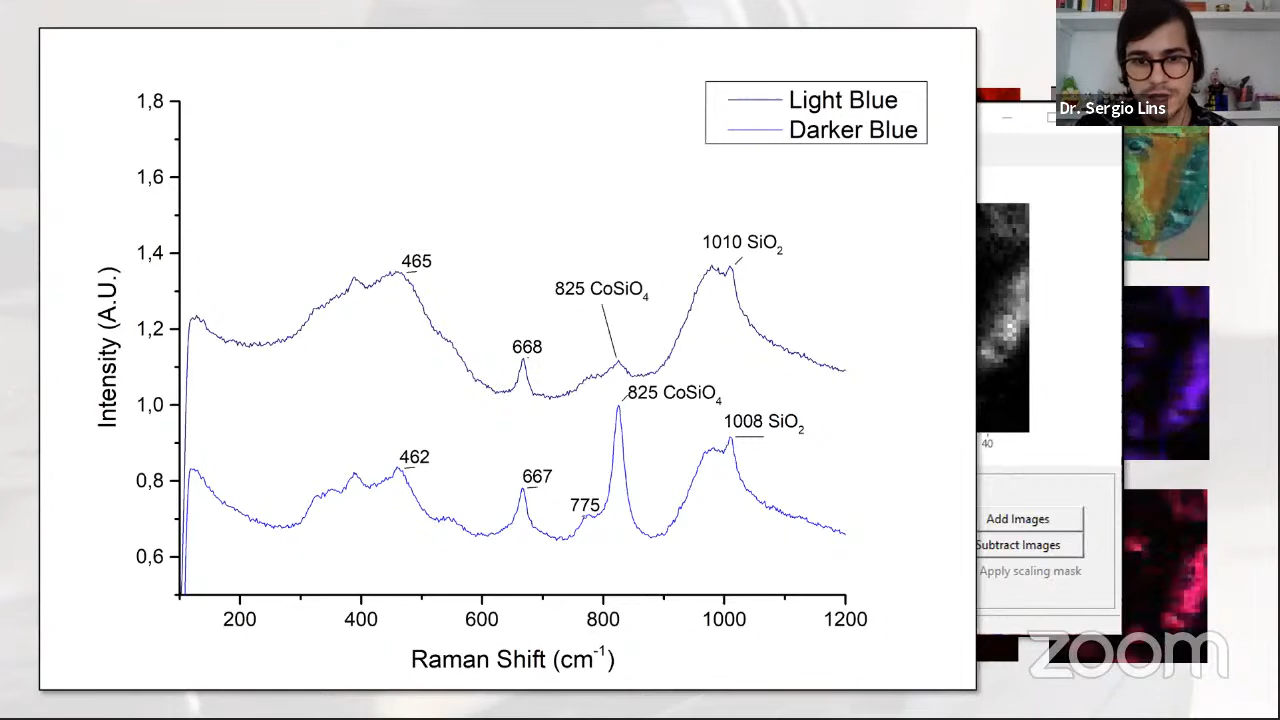 Light Blue
Darker Blue
Dr. Sergio Lins
1,8
1,6
1,4
1,2
1,0
0,8
0,6
Intensity (A.U.)
465
668
825 CoSiO₄
1010 SiO₂
825 CoSiO₄
1008 SiO₂
462
667
775
200
400
600
800
1000
1200
Raman Shift (cm⁻¹)
40
Add Images
Subtract Images
Apply scaling mask
zoom